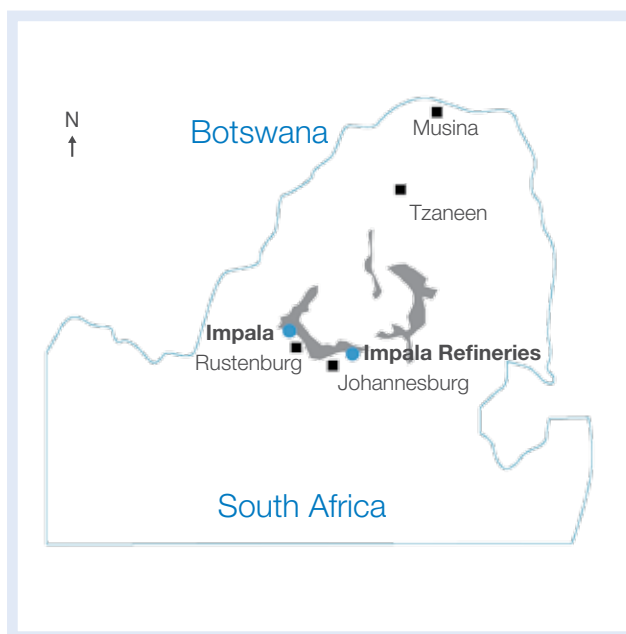 N
Botswana
Musina
Tzaneen
Impala
Rustenburg
Impala Refineries
Johannesburg
South Africa